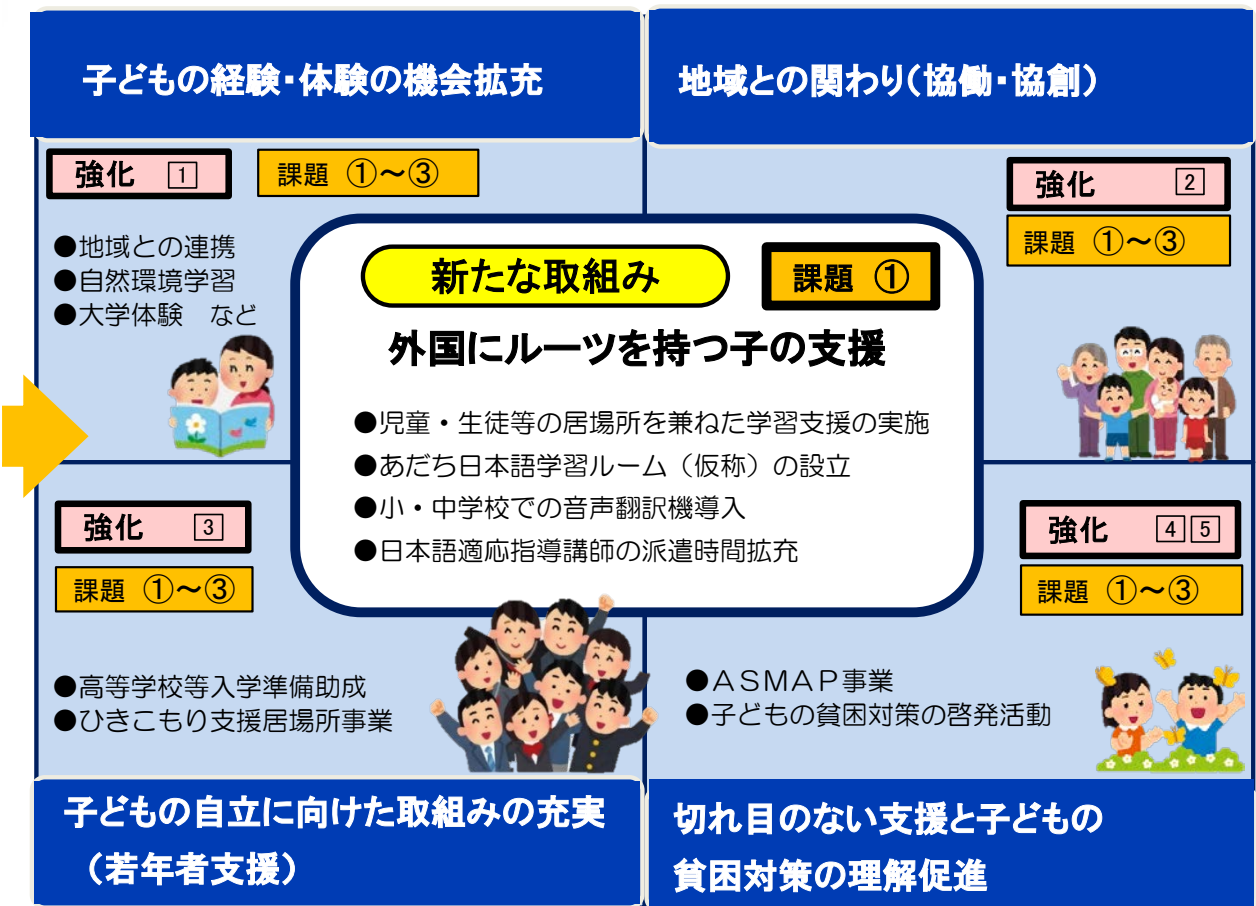 子どもの経験・体験の機会拡充
地域との関わり（協働・協創）
強化 1
課題 ①～③
●地域との連携
●自然環境学習
●大学体験　など
強化 2
課題 ①～③
新たな取組み
課題 ①
外国にルーツを持つ子の支援
●児童・生徒等の居場所を兼ねた学習支援の実施
●あだち日本語学習ルーム（仮称）の設立
●小・中学校での音声翻訳機導入
●日本語適応指導講師の派遣時間拡充
強化 3
課題 ①～③
●高等学校等入学準備助成
●ひきこもり支援居場所事業
強化 4 5
課題 ①～③
●ＡＳＭＡＰ事業
●子どもの貧困対策の啓発活動
子どもの自立に向けた取組みの充実
（若年者支援）
切れ目のない支援と子どもの
貧困対策の理解促進